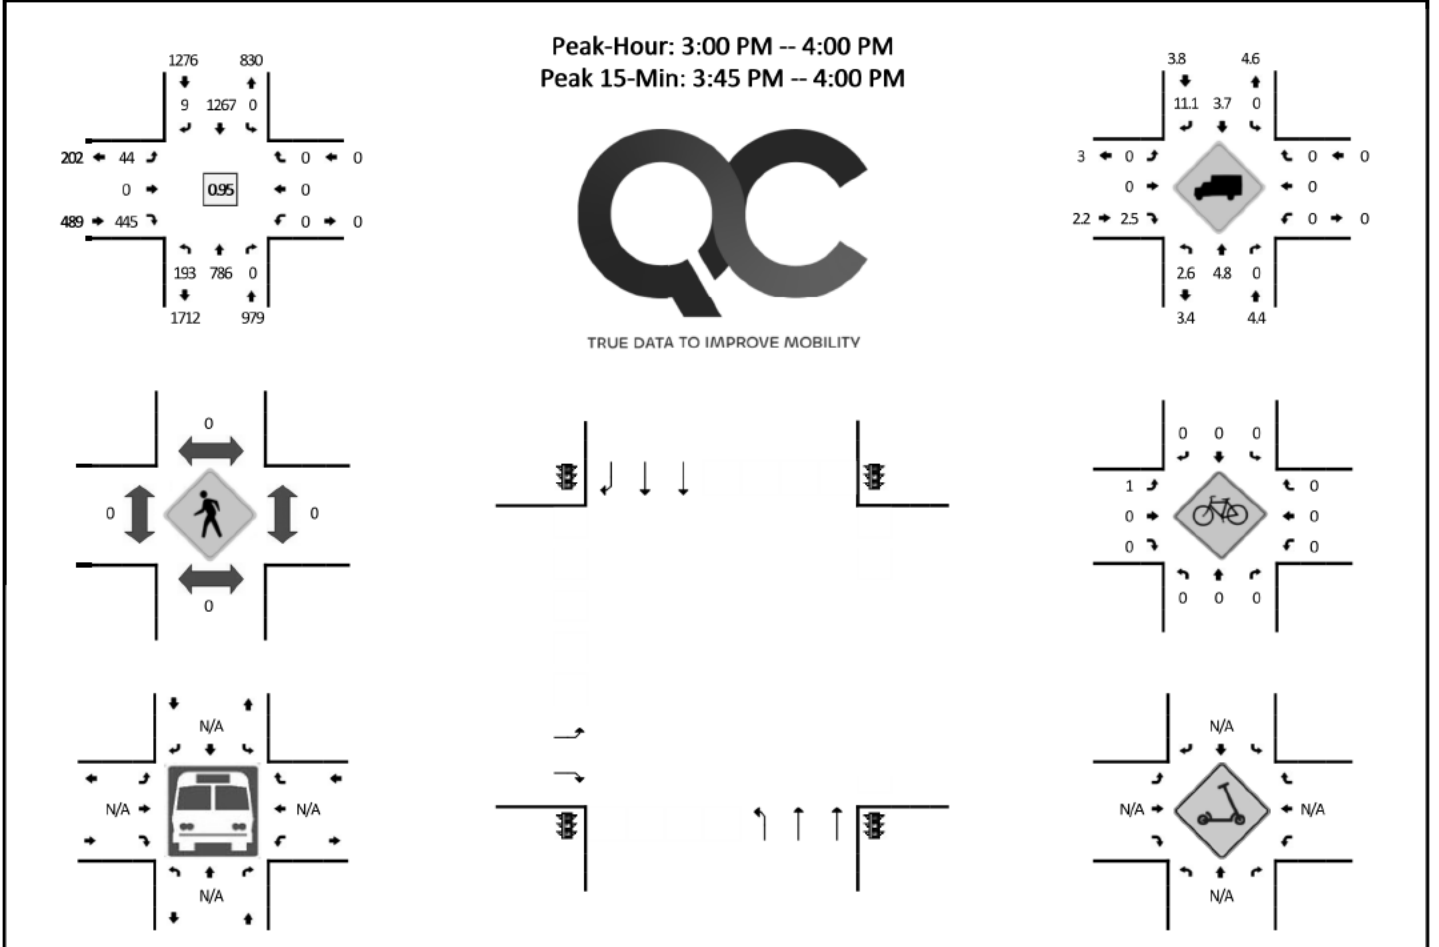 Peak-Hour: 3:00 PM -- 4:00 PM
Peak 15-Min: 3:45 PM -- 4:00 PM
1276 830
9 1267 0
202 44 0 0
0 0.95 0
489 445 0 0
193 786 0
1712 979
QC
TRUE DATA TO IMPROVE MOBILITY
3.8 4.6
11.1 3.7 0
3 0 0 0
0 0
2.2 2.5 0 0
2.6 4.8 0
3.4 4.4
0
0 0
0
0 0 0
1 0
0 0
0 0
0 0 0
N/A
N/A N/A
N/A
N/A
N/A N/A
N/A